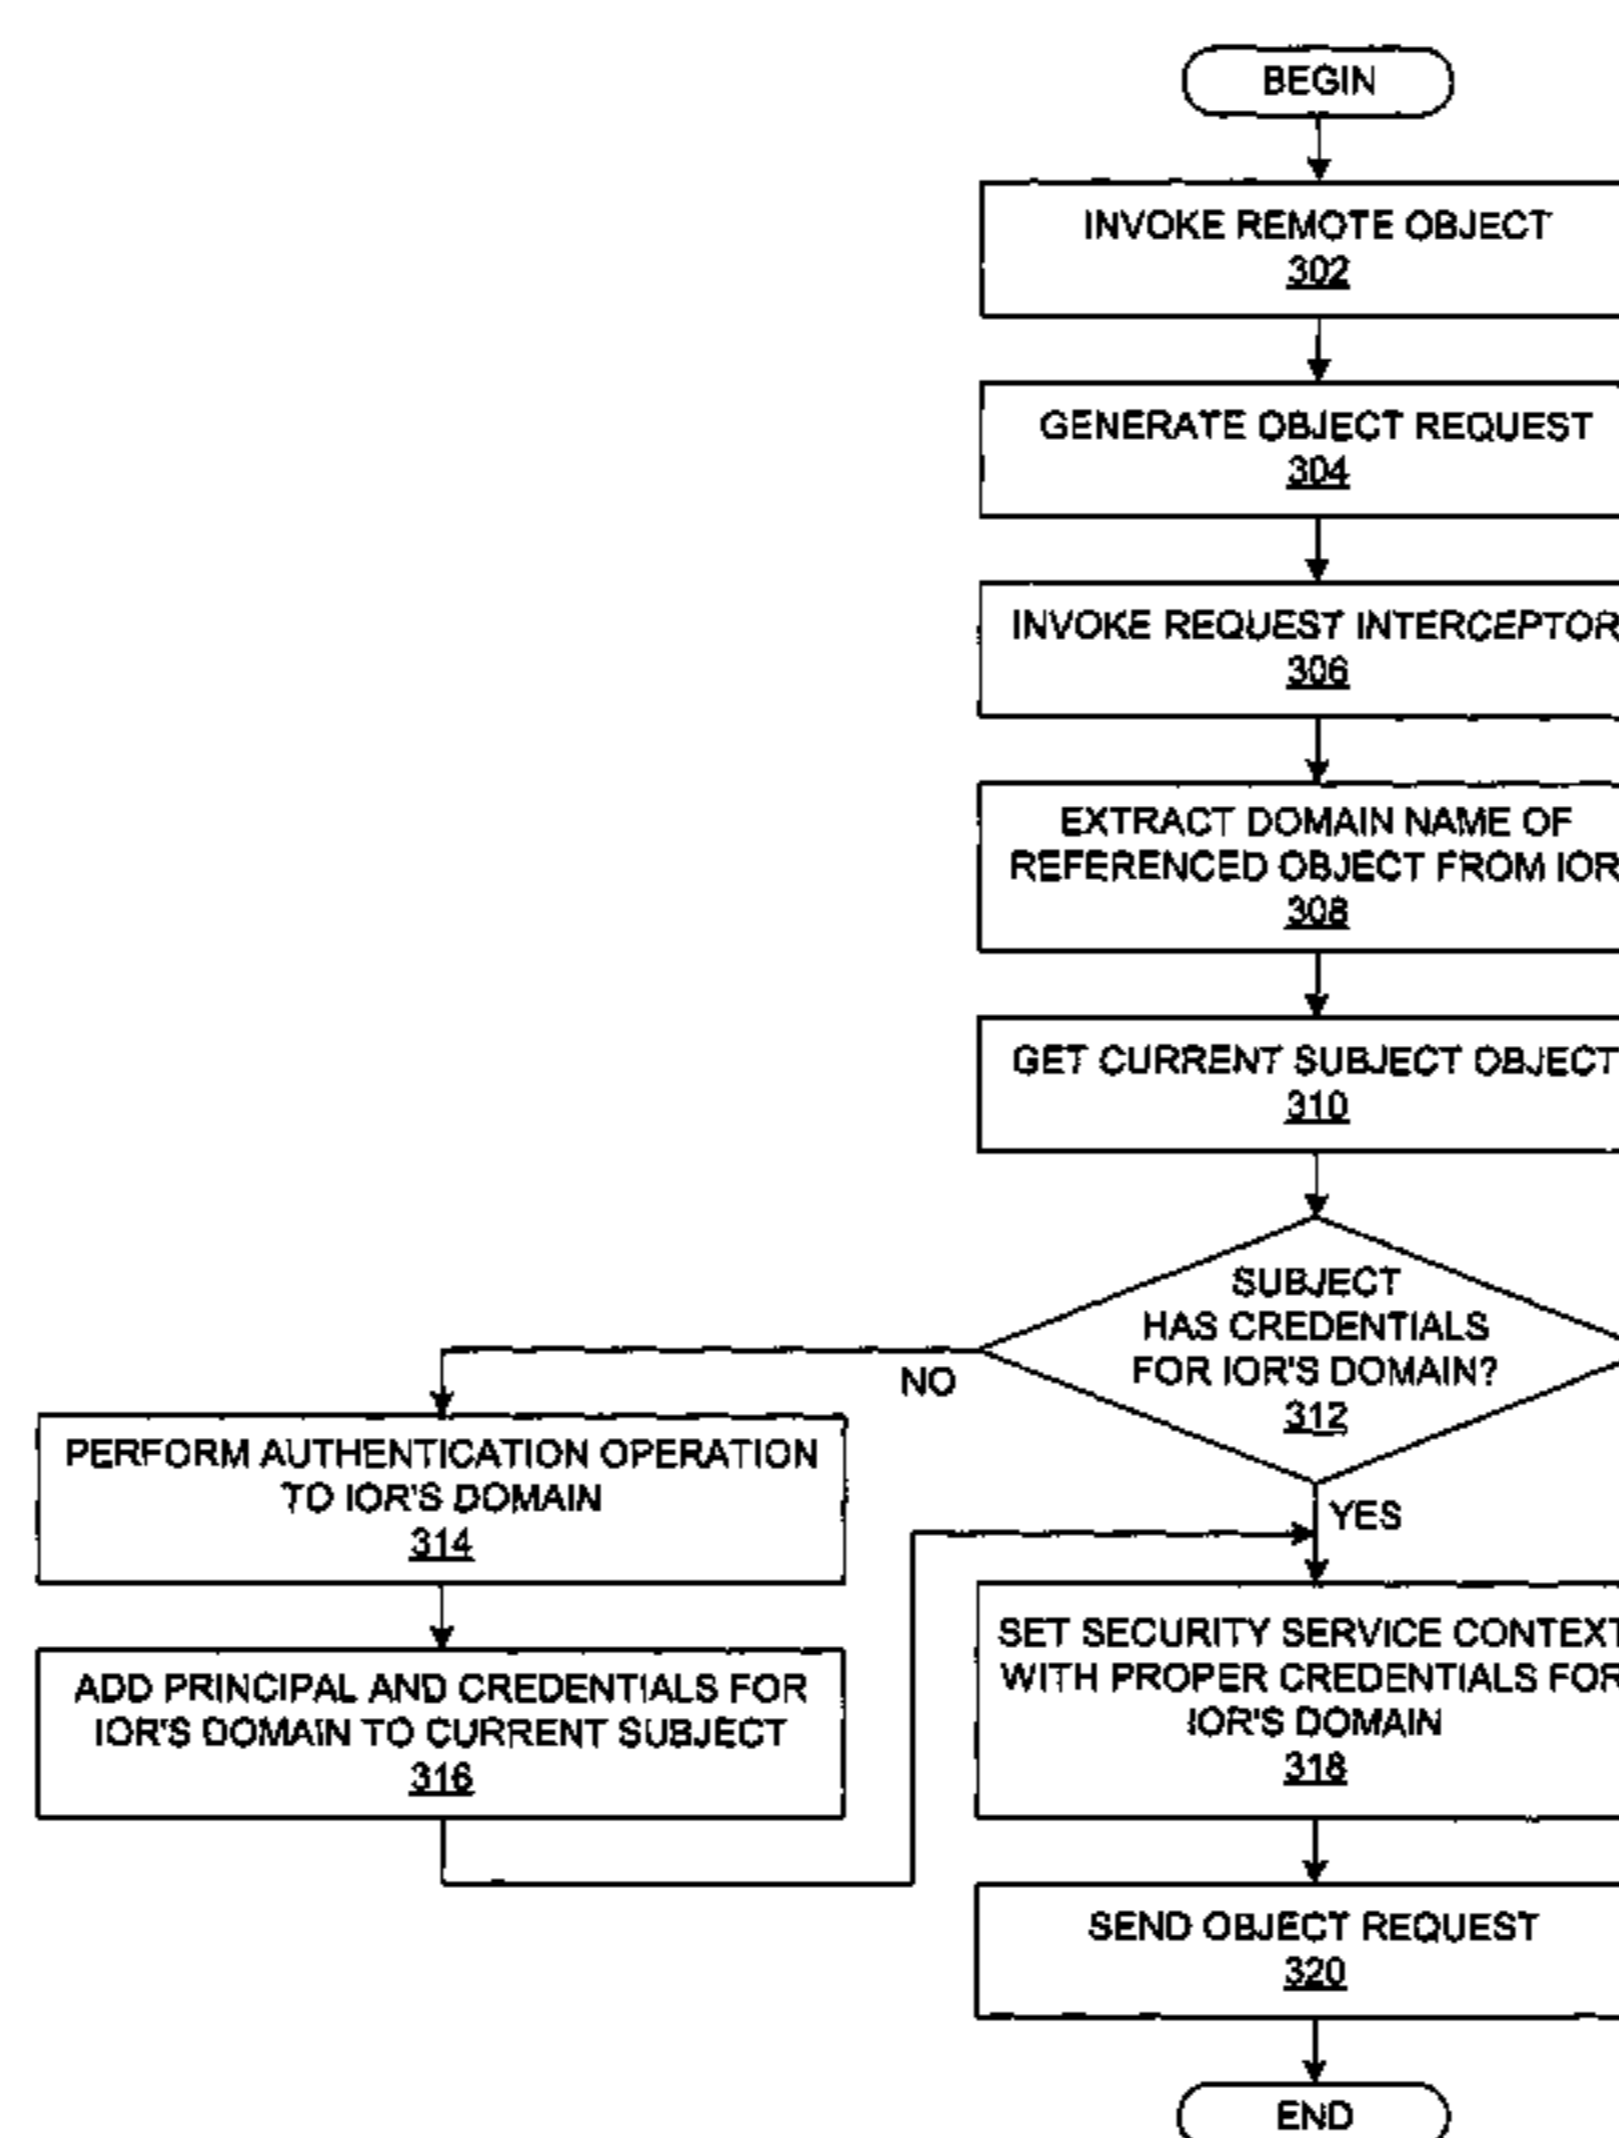 BEGIN
INVOKE REMOTE OBJECT
302
GENERATE OBJECT REQUEST
304
INVOKE REQUEST INTERCEPTOR
306
EXTRACT DOMAIN NAME OF
REFERENCED OBJECT FROM IOR
308
GET CURRENT SUBJECT OBJECT
310
SUBJECT
HAS CREDENTIALS
FOR IOR'S DOMAIN?
312
NO
YES
PERFORM AUTHENTICATION OPERATION
TO IOR'S DOMAIN
314
ADD PRINCIPAL AND CREDENTIALS FOR
IOR'S DOMAIN TO CURRENT SUBJECT
316
SET SECURITY SERVICE CONTEXT
WITH PROPER CREDENTIALS FOR
IOR'S DOMAIN
318
SEND OBJECT REQUEST
320
END